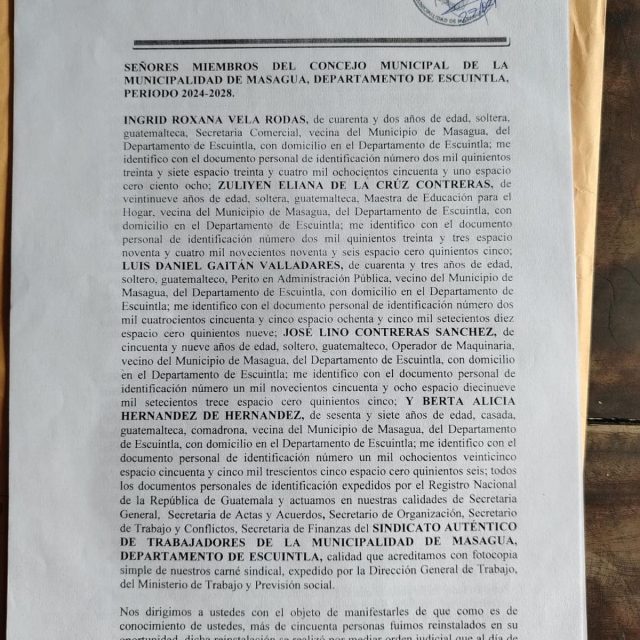 SEÑORES MIEMBROS DEL CONCEJO MUNICIPAL DE LA
MUNICIPALIDAD DE MASAGUA, DEPARTAMENTO DE ESCUINTLA,
PERIODO 2024-2028.
INGRID ROXANA VELA RODAS, de cuarenta y dos años de edad, soltera,
guatemalteca, Secretaria Comercial, vecina del Municipio de Masagua, del
Departamento de Escuintla, con domicilio en el Departamento de Escuintla; me
identifico con el documento personal de identificación número dos mil quinientos
treinta y siete espacio treinta y cuatro mil ochocientos cincuenta y uno espacio
cero ciento ocho; ZULIYEN ELIANA DE LA CRÚZ CONTRERAS, de
veintinueve años de edad, soltera, guatemalteca, Maestra de Educación para el
Hogar, vecina del Municipio de Masagua, del Departamento de Escuintla, con
domicilio en el Departamento de Escuintla; me identifico con el documento
personal de identificación número dos mil quinientos treinta y tres espacio
noventa y cuatro mil novecientos noventa y seis espacio cero quinientos cinco;
LUIS DANIEL GAITÁN VALLADARES, de cuarenta y tres años de edad,
soltero, guatemalteco, Perito en Administración Pública, vecino del Municipio de
Masagua, del Departamento de Escuintla, con domicilio en el Departamento de
Escuintla; me identifico con el documento personal de identificación número dos
mil cuatrocientos cincuenta y cinco espacio ochenta y cinco mil setecientos diez
espacio cero quinientos nueve; JOSÉ LINO CONTRERAS SANCHEZ, de
cincuenta y nueve años de edad, soltero, guatemalteco, Operador de Maquinaria,
vecino del Municipio de Masagua, del Departamento de Escuintla, con domicilio
en el Departamento de Escuintla; me identifico con el documento personal de
identificación número un mil novecientos cincuenta y ocho espacio diecinueve
mil setecientos trece espacio cero quinientos cinco; Y BERTA ALICIA
HERNANDEZ DE HERNANDEZ, de sesenta y siete años de edad, casada,
guatemalteca, comadrona, vecina del Municipio de Masagua, del Departamento
de Escuintla, con domicilio en el Departamento de Escuintla; me identifico con el
documento personal de identificación número un mil ochocientos veinticinco
espacio cincuenta y cinco mil trescientos cinco espacio cero quinientos seis; todos
los documentos personales de identificación expedidos por el Registro Nacional
de la República de Guatemala y actuamos en nuestras calidades de Secretaria
General, Secretaria de Actas y Acuerdos, Secretario de Organización, Secretario
de Trabajo y Conflictos, Secretaria de Finanzas del SINDICATO AUTÉNTICO
DE TRABAJADORES DE LA MUNICIPALIDAD DE MASAGUA,
DEPARTAMENTO DE ESCUINTLA, calidad que acreditamos con fotocopia
simple de nuestros carné sindical, expedido por la Dirección General de Trabajo,
del Ministerio de Trabajo y Previsión social.
Nos dirigimos a ustedes con el objeto de manifestarles de que como es de
conocimiento de ustedes, más de cincuenta personas fuimos reinstalados en su
oportunidad, dicha reinstalación se realizó por mediar orden judicial que al día de